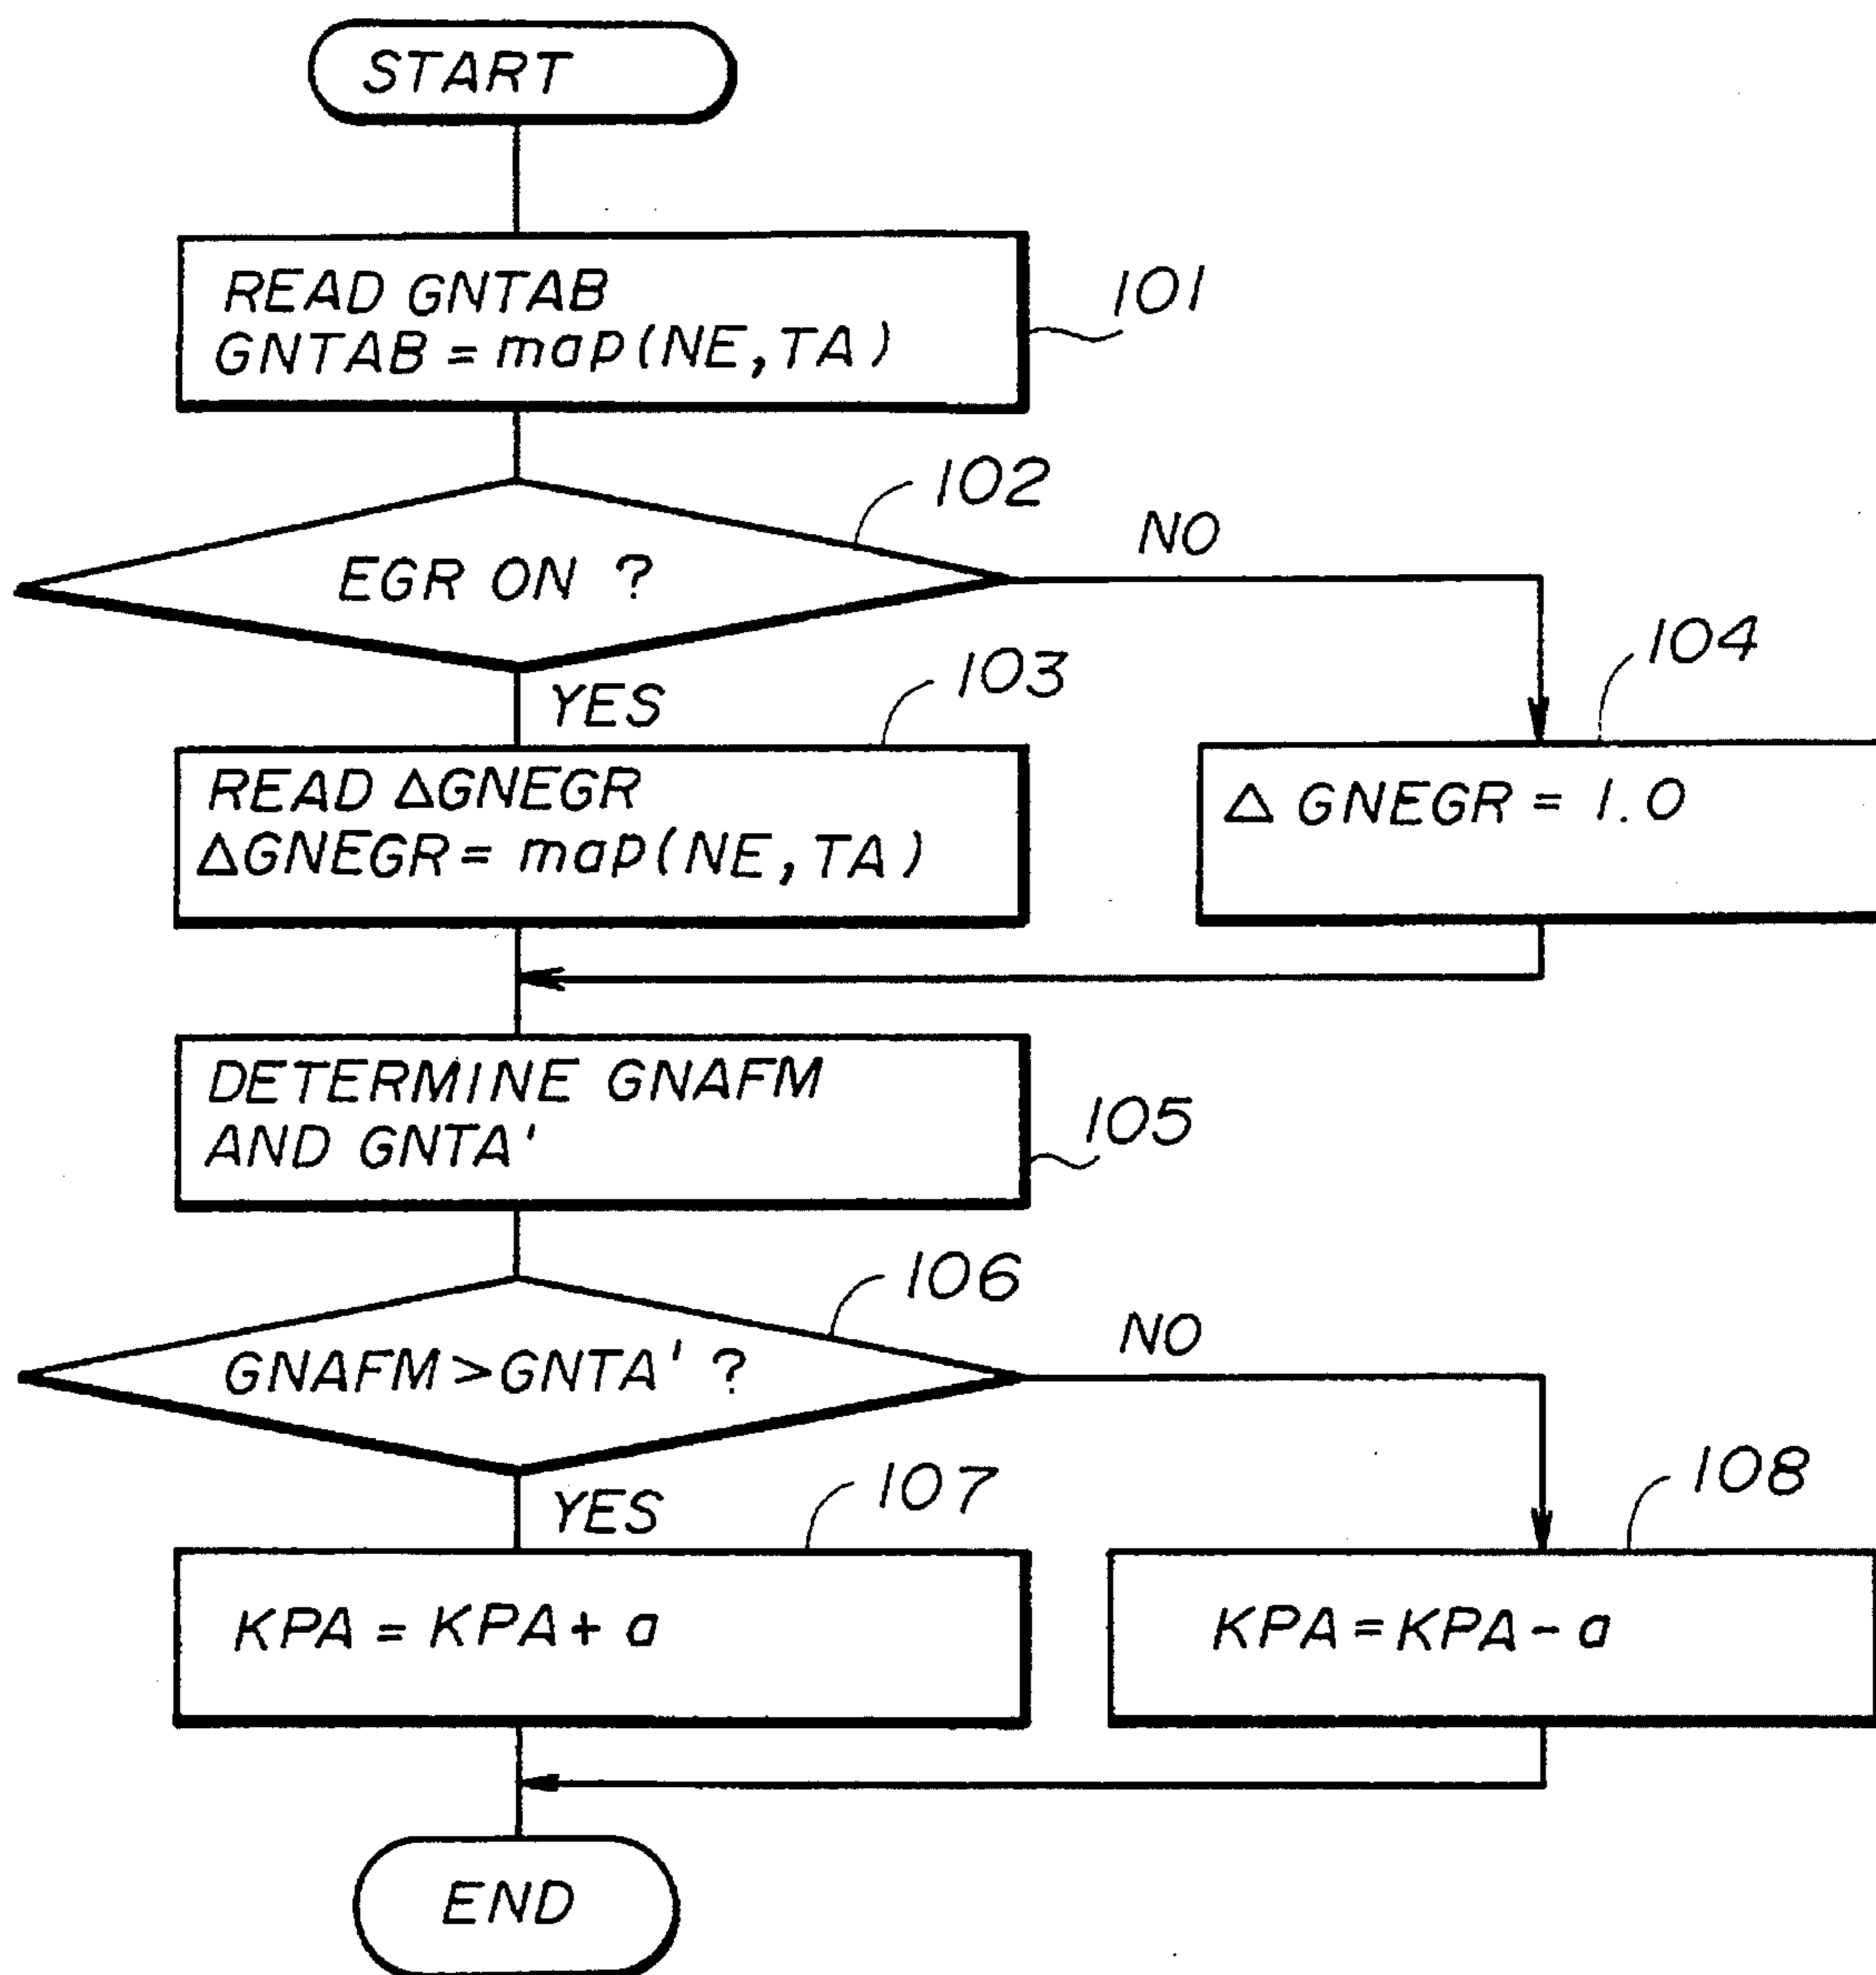 START
READ GNTAB
GNTAB = map(NE, TA)
101
102
EGR ON ?
NO
YES
103
READ ΔGNEGR
ΔGNEGR = map(NE, TA)
104
Δ GNEGR = 1.0
DETERMINE GNAFM
AND GNTA'
105
106
GNAFM > GNTA' ?
NO
YES
107
KPA = KPA + a
108
KPA = KPA - a
END